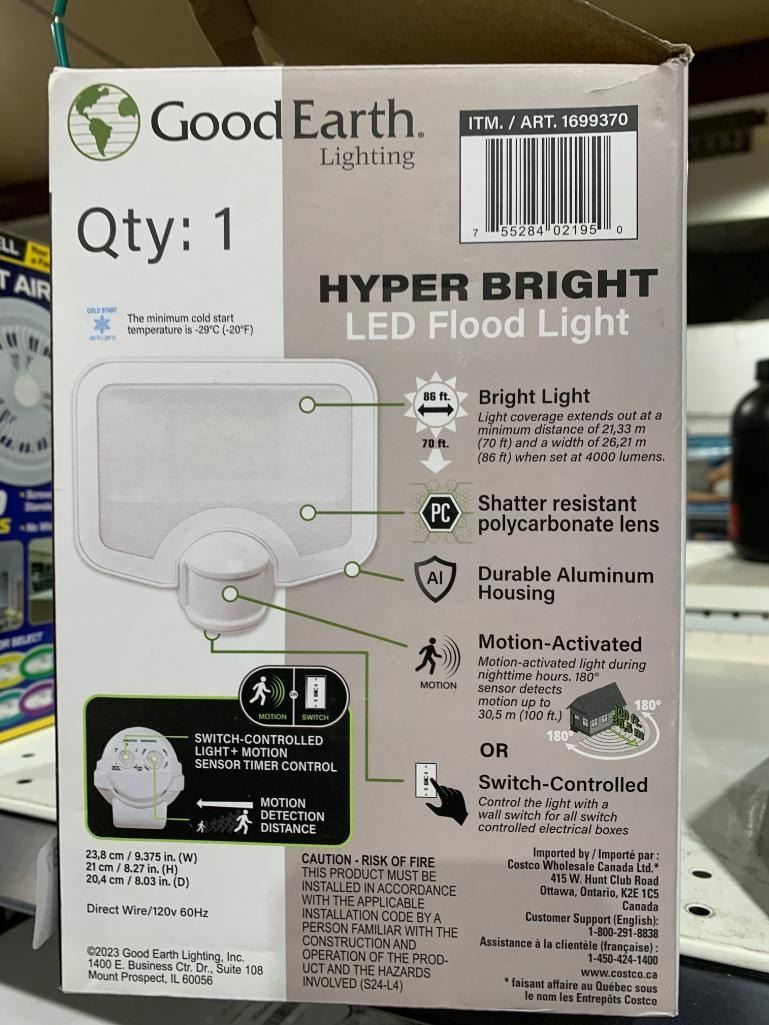 Good Earth.
Lighting
ITM. / ART. 1699370
7 55284 02195 0
Qty: 1
HYPER BRIGHT
LED Flood Light
COLD START
The minimum cold start
temperature is -29°C (-20°F)
86 ft.
70 ft.
Bright Light
Light coverage extends out at a
minimum distance of 21,33 m
(70 ft) and a width of 26,21 m
(86 ft) when set at 4000 lumens.
PC
Shatter resistant
polycarbonate lens
Al
Durable Aluminum
Housing
MOTION
Motion-Activated
Motion-activated light during
nighttime hours. 180°
sensor detects
motion up to
30,5 m (100 ft.)
180°
180°
100 ft.
OR
Switch-Controlled
Control the light with a
wall switch for all switch
controlled electrical boxes
MOTION
OR
SWITCH
SWITCH-CONTROLLED
LIGHT+ MOTION
SENSOR TIMER CONTROL
MOTION
DETECTION
DISTANCE
23,8 cm / 9.375 in. (W)
21 cm / 8.27 in. (H)
20,4 cm / 8.03 in. (D)
Direct Wire/120v 60Hz
©2023 Good Earth Lighting, Inc.
1400 E. Business Ctr. Dr., Suite 108
Mount Prospect, IL 60056
CAUTION - RISK OF FIRE
THIS PRODUCT MUST BE
INSTALLED IN ACCORDANCE
WITH THE APPLICABLE
INSTALLATION CODE BY A
PERSON FAMILIAR WITH THE
CONSTRUCTION AND
OPERATION OF THE PROD-
UCT AND THE HAZARDS
INVOLVED (S24-L4)
Imported by / Importé par :
Costco Wholesale Canada Ltd.*
415 W. Hunt Club Road
Ottawa, Ontario, K2E 1C5
Canada
Customer Support (English):
1-800-291-8838
Assistance à la clientèle (française) :
1-450-424-1400
www.costco.ca
* faisant affaire au Québec sous
le nom les Entrepôts Costco